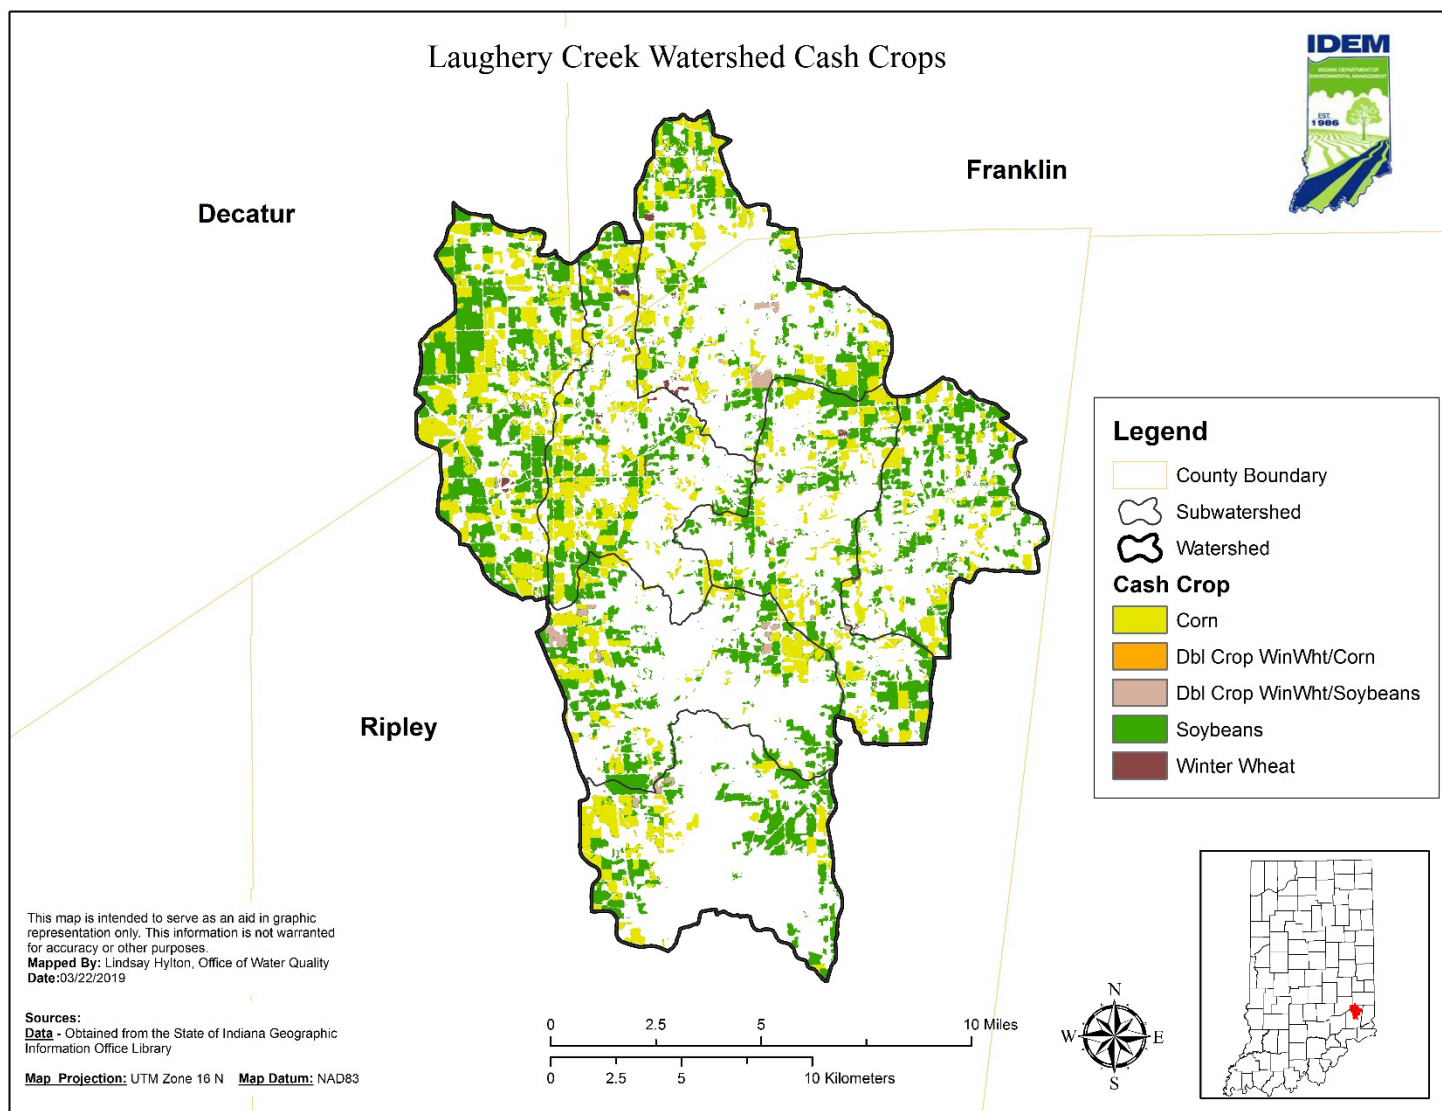 Laughery Creek Watershed Cash Crops
IDEM
INDIANA DEPARTMENT OF
ENVIRONMENTAL MANAGEMENT
EST.
1986
Franklin
Decatur
Ripley
Legend
County Boundary
Subwatershed
Watershed
Cash Crop
Corn
Dbl Crop WinWht/Corn
Dbl Crop WinWht/Soybeans
Soybeans
Winter Wheat
This map is intended to serve as an aid in graphic
representation only. This information is not warranted
for accuracy or other purposes.
Mapped By: Lindsay Hylton, Office of Water Quality
Date:03/22/2019
Sources:
Data - Obtained from the State of Indiana Geographic
Information Office Library
Map Projection: UTM Zone 16 N Map Datum: NAD83
0 2.5 5 10 Miles
0 2.5 5 10 Kilometers
N
W E
S